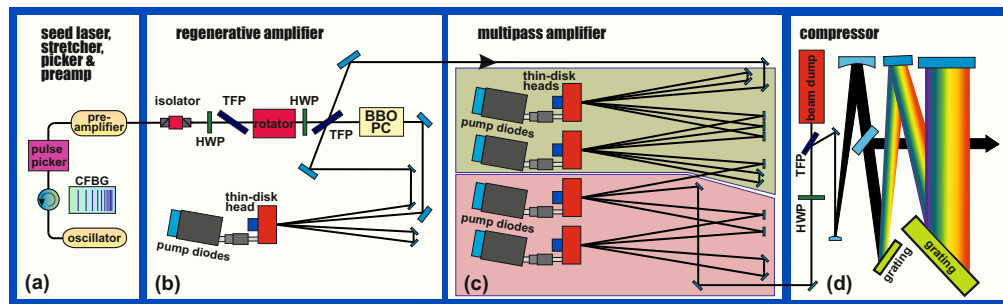 seed laser,
stretcher,
picker &
preamp
pre-
amplifier
pulse
picker
CFBG
oscillator
(a)
regenerative amplifier
isolator
HWP
TFP
rotator
HWP
TFP
BBO
PC
thin-disk
head
pump diodes
(b)
multipass amplifier
thin-disk
heads
pump diodes
pump diodes
(c)
compressor
beam dump
TFP
HWP
grating
grating
(d)